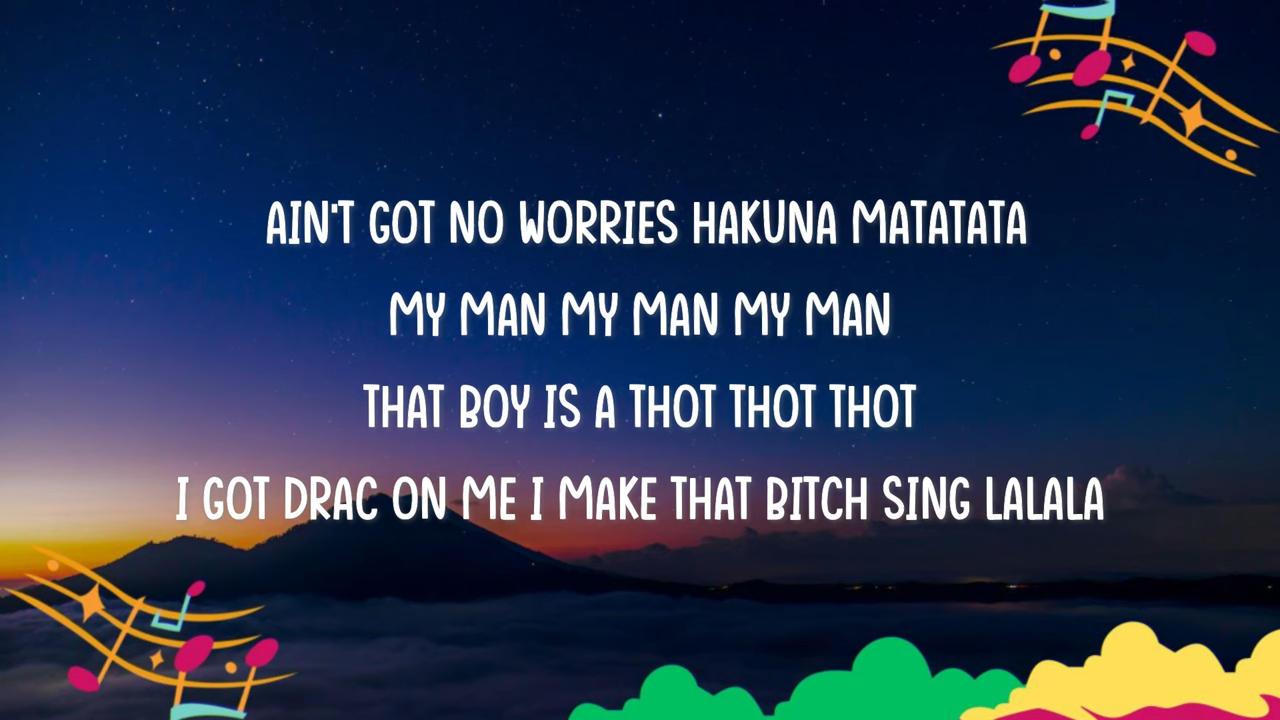 AIN'T GOT NO WORRIES HAKUNA MATATATA
MY MAN MY MAN MY MAN
THAT BOY IS A THOT THOT THOT
I GOT DRAC ON ME I MAKE THAT BITCH SING LALALA